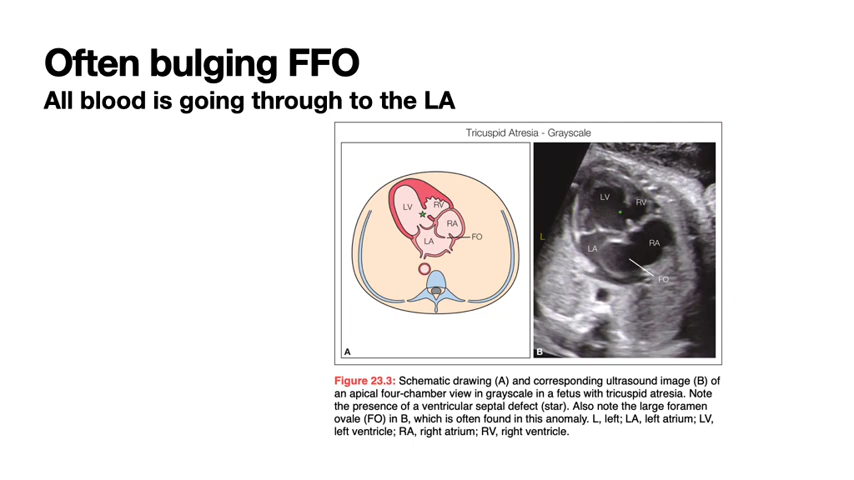 Often bulging FFO
All blood is going through to the LA
Tricuspid Atresia - Grayscale
LV
RV
RA
LA
FO
A
LV
RV
L
LA
RA
FO
B
Figure 23.3: Schematic drawing (A) and corresponding ultrasound image (B) of
an apical four-chamber view in grayscale in a fetus with tricuspid atresia. Note
the presence of a ventricular septal defect (star). Also note the large foramen
ovale (FO) in B, which is often found in this anomaly. L, left; LA, left atrium; LV,
left ventricle; RA, right atrium; RV, right ventricle.